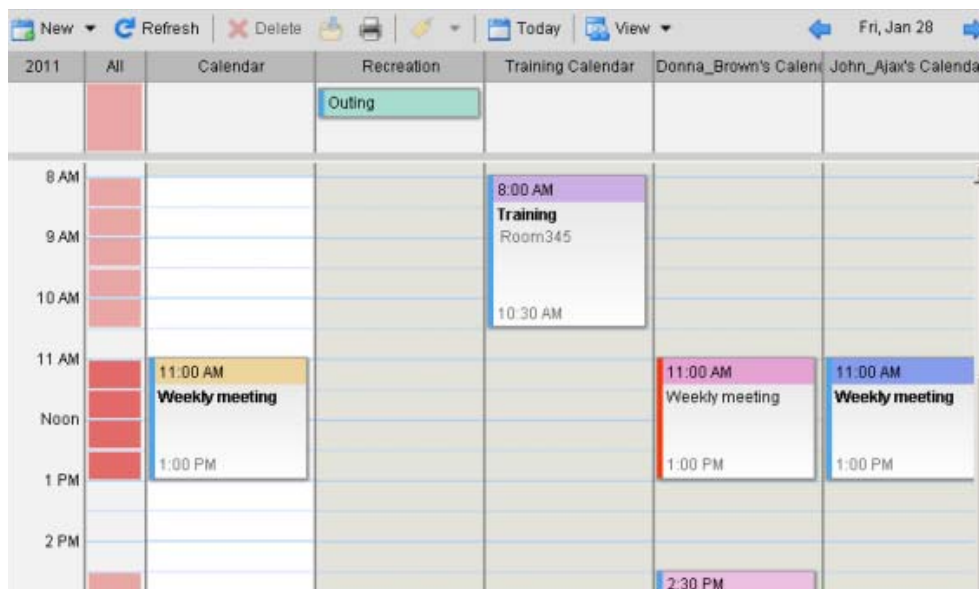 New Refresh Delete Today View Fri, Jan 28
2011 All Calendar Recreation Training Calendar Donna_Brown's Calen John_Ajax's Calenda
Outing
8 AM
8:00 AM
Training
9 AM Room345
10 AM
10:30 AM
11 AM
11:00 AM 11:00 AM 11:00 AM
Weekly meeting Weekly meeting Weekly meeting
Noon
1:00 PM 1:00 PM 1:00 PM
1 PM
2 PM
2:30 PM